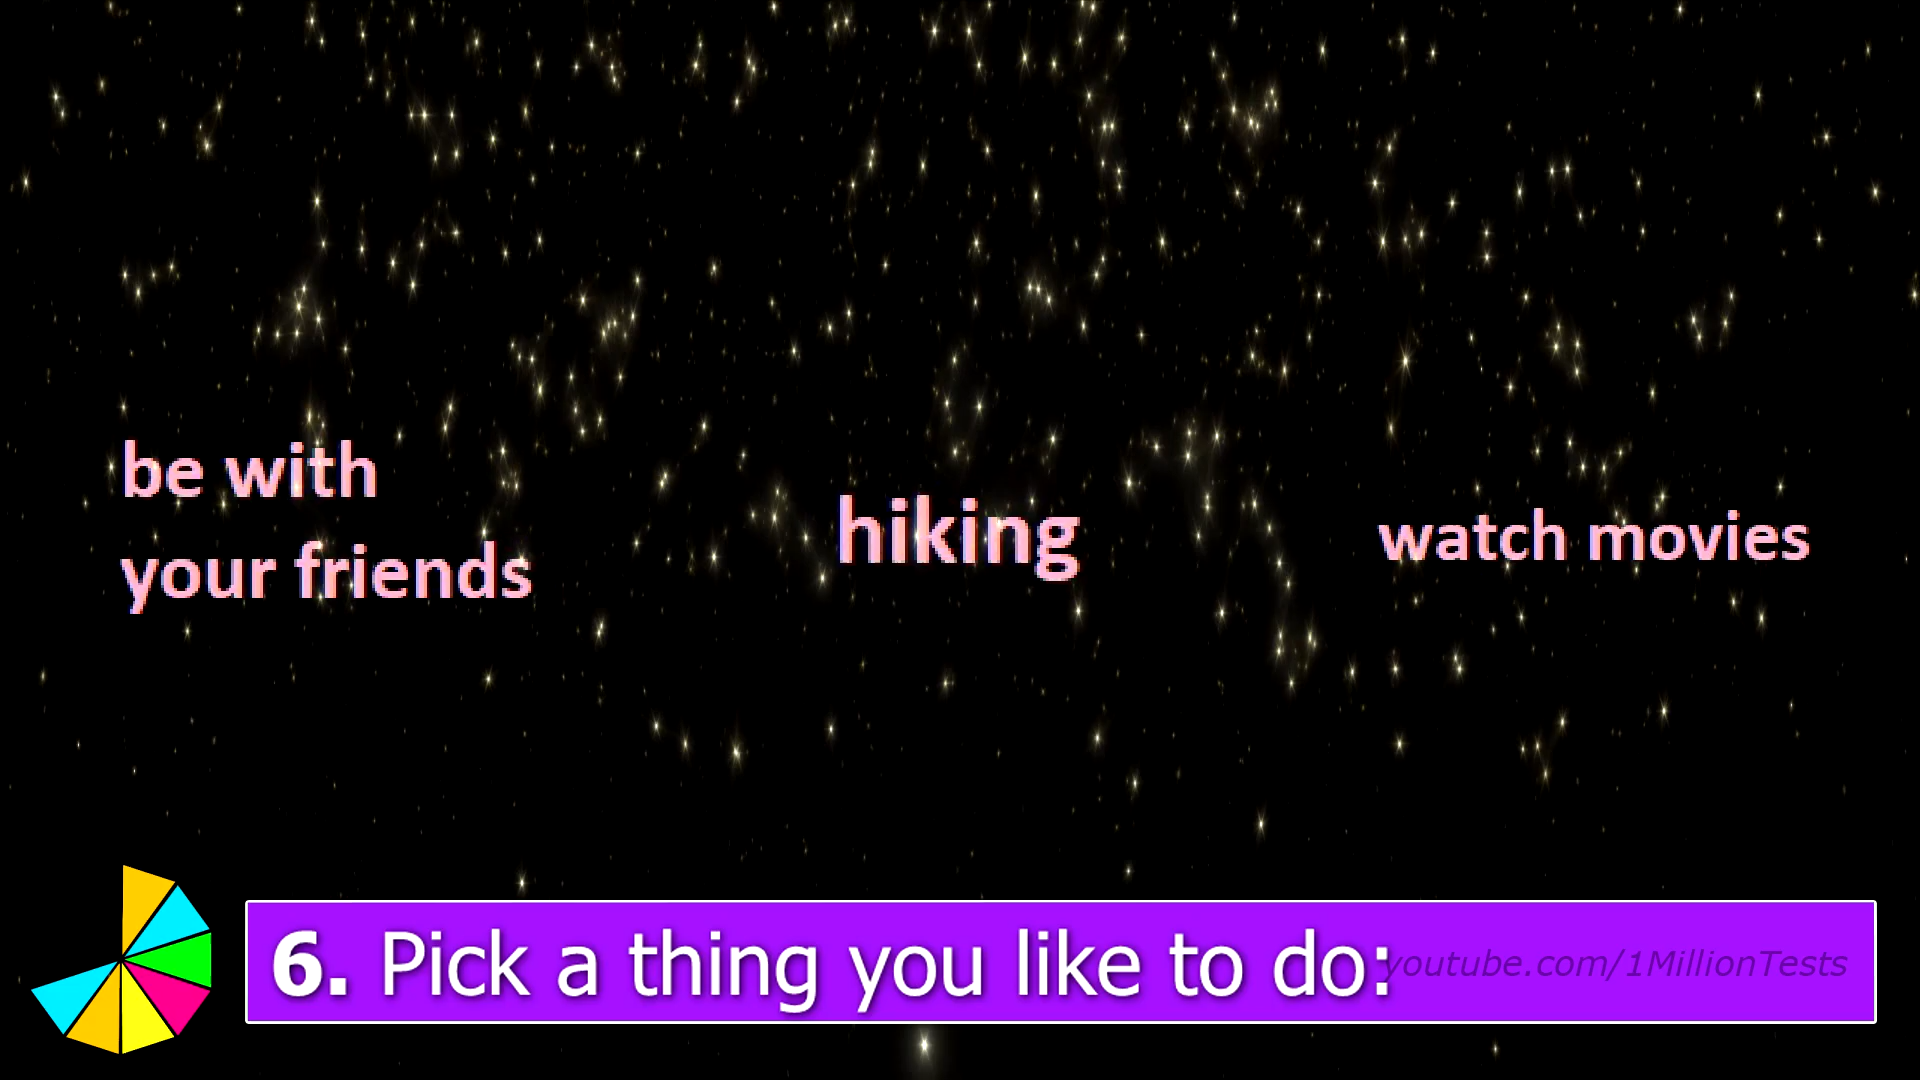 be with
your friends
hiking
watch movies
6. Pick a thing you like to do:
youtube.com/1MillionTests